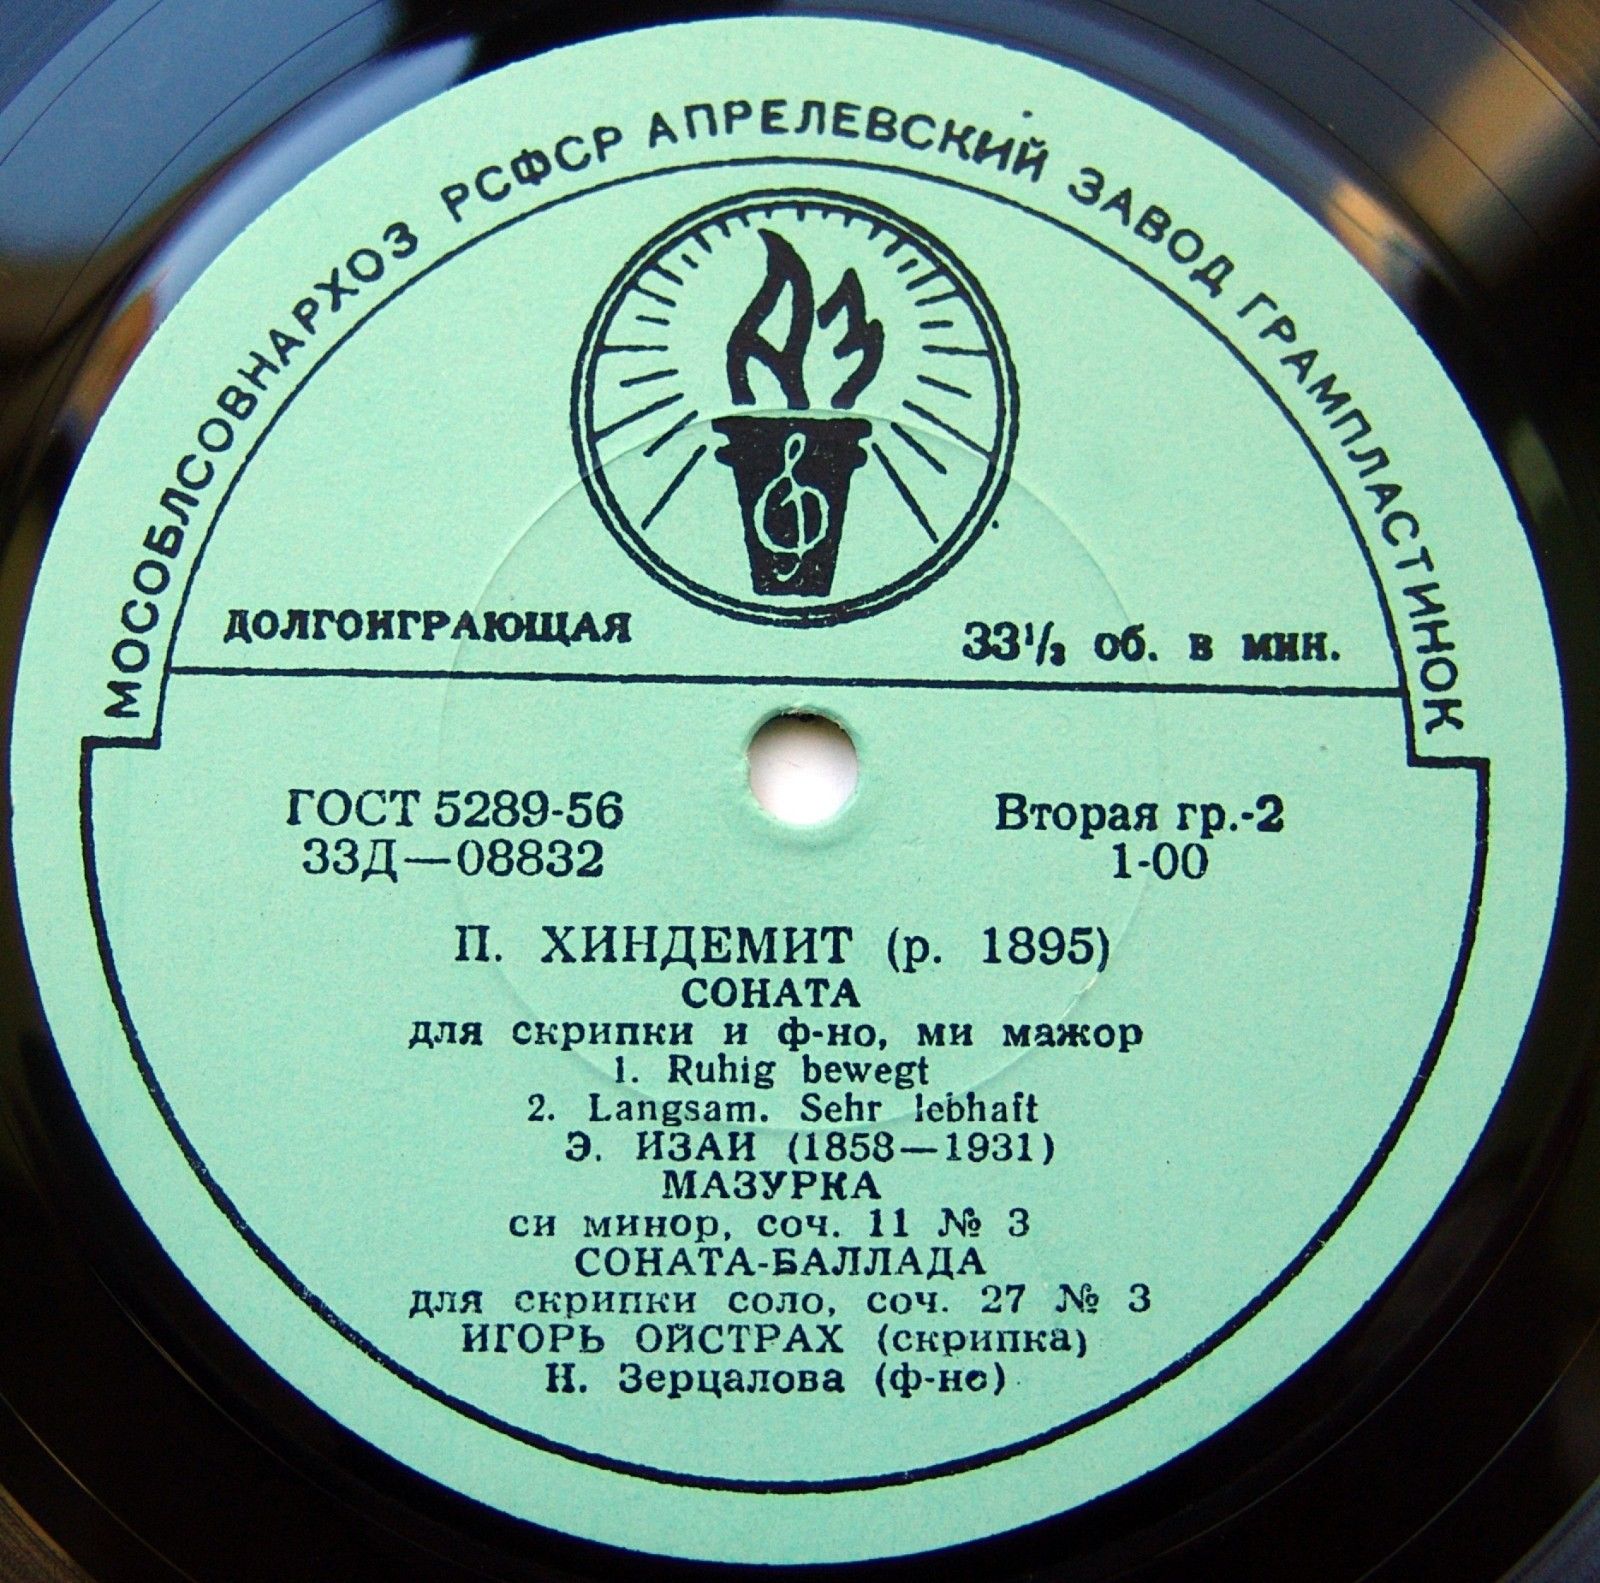 МОСОБЛСОВНАРХОЗ РСФСР АПРЕЛЕВСКИЙ ЗАВОД ГРАМПЛАСТИНОК
АЗ
ДОЛГОИГРАЮЩАЯ
33⅓ об. в мин.
ГОСТ 5289-56
33Д—08832
Вторая гр.-2
1-00
П. ХИНДЕМИТ (р. 1895)
СОНАТА
для скрипки и ф-но, ми мажор
1. Ruhig bewegt
2. Langsam. Sehr lebhaft
Э. ИЗАИ (1858—1931)
МАЗУРКА
си минор, соч. 11 № 3
СОНАТА-БАЛЛАДА
для скрипки соло, соч. 27 № 3
ИГОРЬ ОЙСТРАХ (скрипка)
Н. Зерцалова (ф-но)